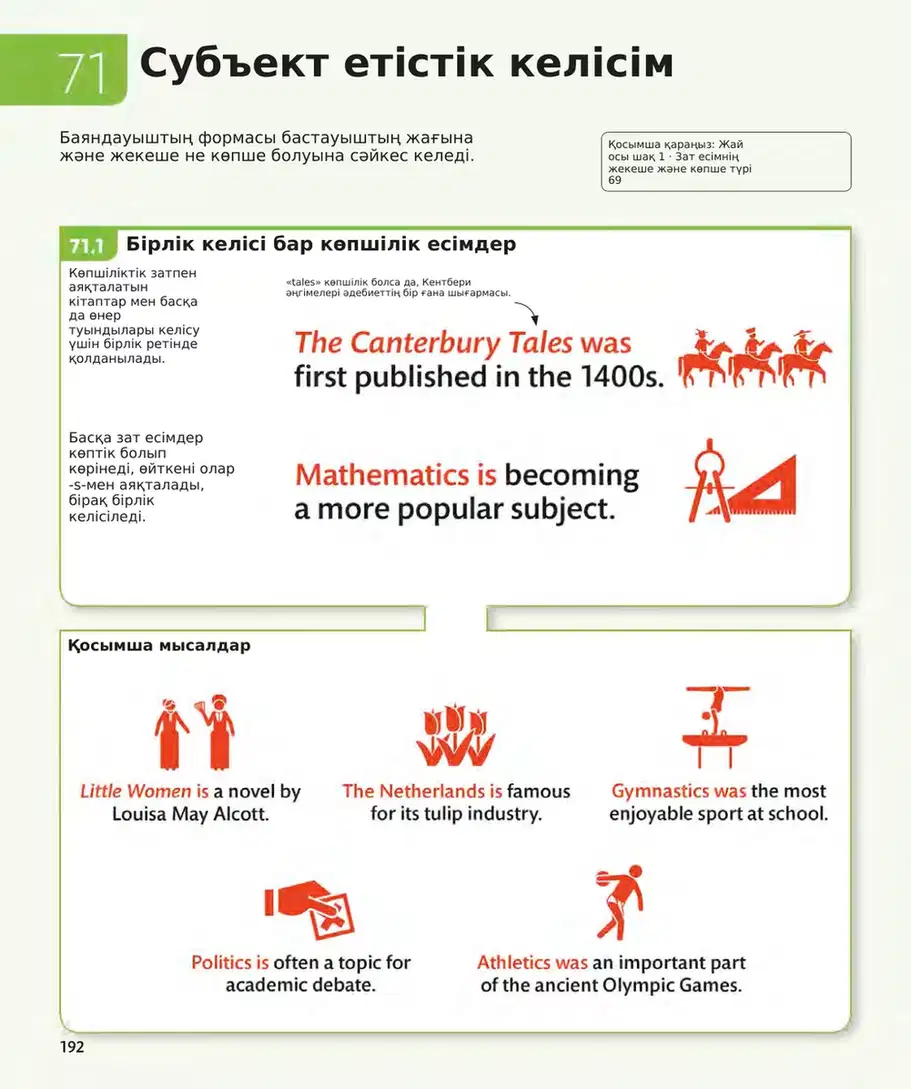 71
Субъект етістік келісім
Баяндауыштың формасы бастауыштың жағына
және жекеше не көпше болуына сәйкес келеді.
Қосымша қараңыз: Жай
осы шақ 1 · Зат есімнің
жекеше және көпше түрі
69
71.1 Бірлік келісі бар көпшілік есімдер
Көпшіліктік затпен
аяқталатын
кітаптар мен басқа
да өнер
туындылары келісу
үшін бірлік ретінде
қолданылады.
«tales» көпшілік болса да, Кентбери
әңгімелері әдебиеттің бір ғана шығармасы.
The Canterbury Tales was
first published in the 1400s.
Басқа зат есімдер
көптік болып
көрінеді, өйткені олар
-s-мен аяқталады,
бірақ бірлік
келісіледі.
Mathematics is becoming
a more popular subject.
Қосымша мысалдар
Little Women is a novel by
Louisa May Alcott.
The Netherlands is famous
for its tulip industry.
Gymnastics was the most
enjoyable sport at school.
Politics is often a topic for
academic debate.
Athletics was an important part
of the ancient Olympic Games.
192